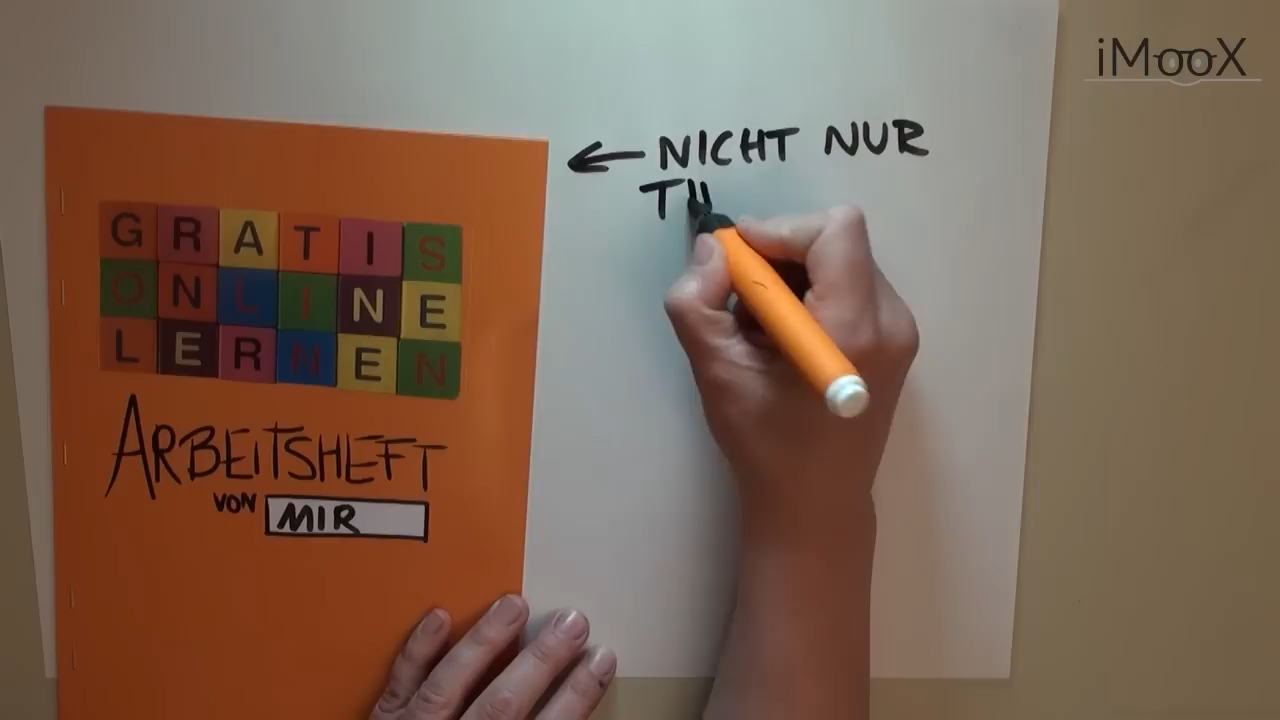 iMooX
← NICHT NUR
GRATIS
ONLINE
LERNEN
ARBEITSHEFT
VON MIR